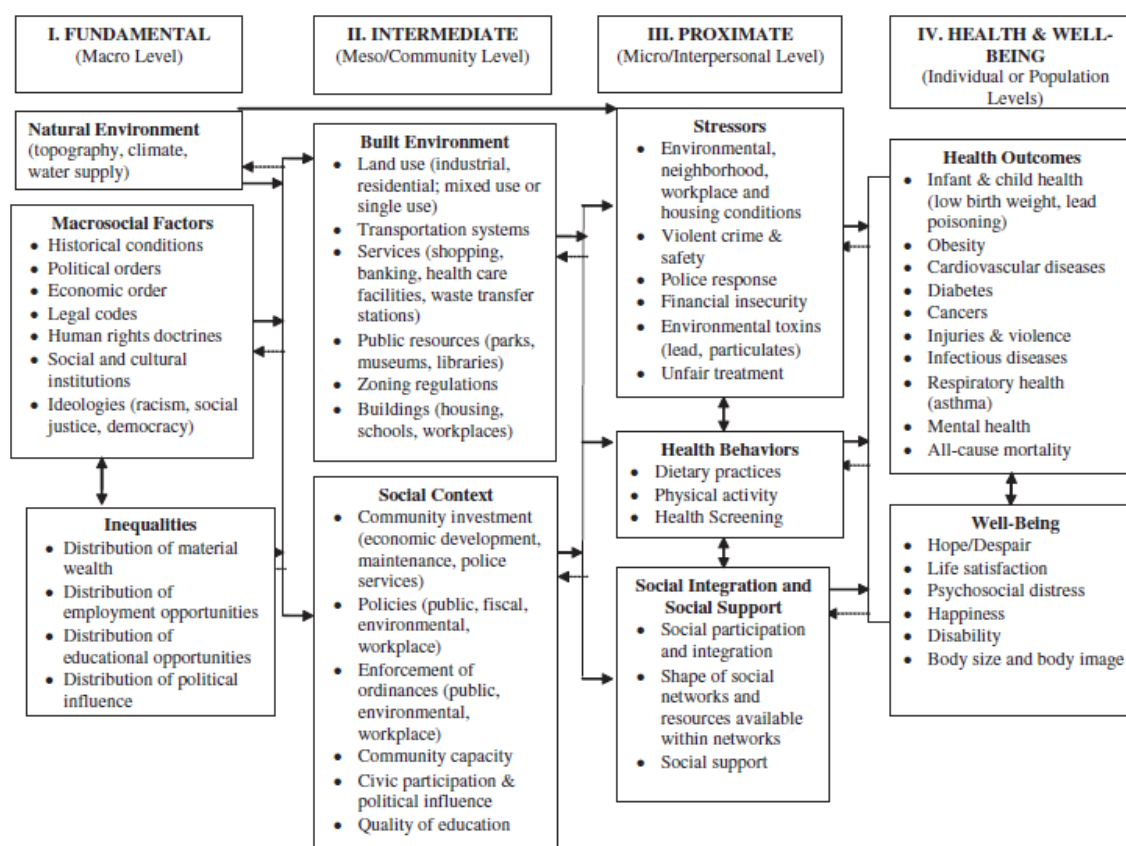 I. FUNDAMENTAL
(Macro Level)
II. INTERMEDIATE
(Meso/Community Level)
III. PROXIMATE
(Micro/Interpersonal Level)
IV. HEALTH & WELL-
BEING
(Individual or Population
Levels)
Natural Environment
(topography, climate,
water supply)
Macrosocial Factors
• Historical conditions
• Political orders
• Economic order
• Legal codes
• Human rights doctrines
• Social and cultural
institutions
• Ideologies (racism, social
justice, democracy)
Inequalities
• Distribution of material
wealth
• Distribution of
employment opportunities
• Distribution of
educational opportunities
• Distribution of political
influence
Built Environment
• Land use (industrial,
residential; mixed use or
single use)
• Transportation systems
• Services (shopping,
banking, health care
facilities, waste transfer
stations)
• Public resources (parks,
museums, libraries)
• Zoning regulations
• Buildings (housing,
schools, workplaces)
Social Context
• Community investment
(economic development,
maintenance, police
services)
• Policies (public, fiscal,
environmental,
workplace)
• Enforcement of
ordinances (public,
environmental,
workplace)
• Community capacity
• Civic participation &
political influence
• Quality of education
Stressors
• Environmental,
neighborhood,
workplace and
housing conditions
• Violent crime &
safety
• Police response
• Financial insecurity
• Environmental toxins
(lead, particulates)
• Unfair treatment
Health Behaviors
• Dietary practices
• Physical activity
• Health Screening
Social Integration and
Social Support
• Social participation
and integration
• Shape of social
networks and
resources available
within networks
• Social support
Health Outcomes
• Infant & child health
(low birth weight, lead
poisoning)
• Obesity
• Cardiovascular diseases
• Diabetes
• Cancers
• Injuries & violence
• Infectious diseases
• Respiratory health
(asthma)
• Mental health
• All-cause mortality
Well-Being
• Hope/Despair
• Life satisfaction
• Psychosocial distress
• Happiness
• Disability
• Body size and body image